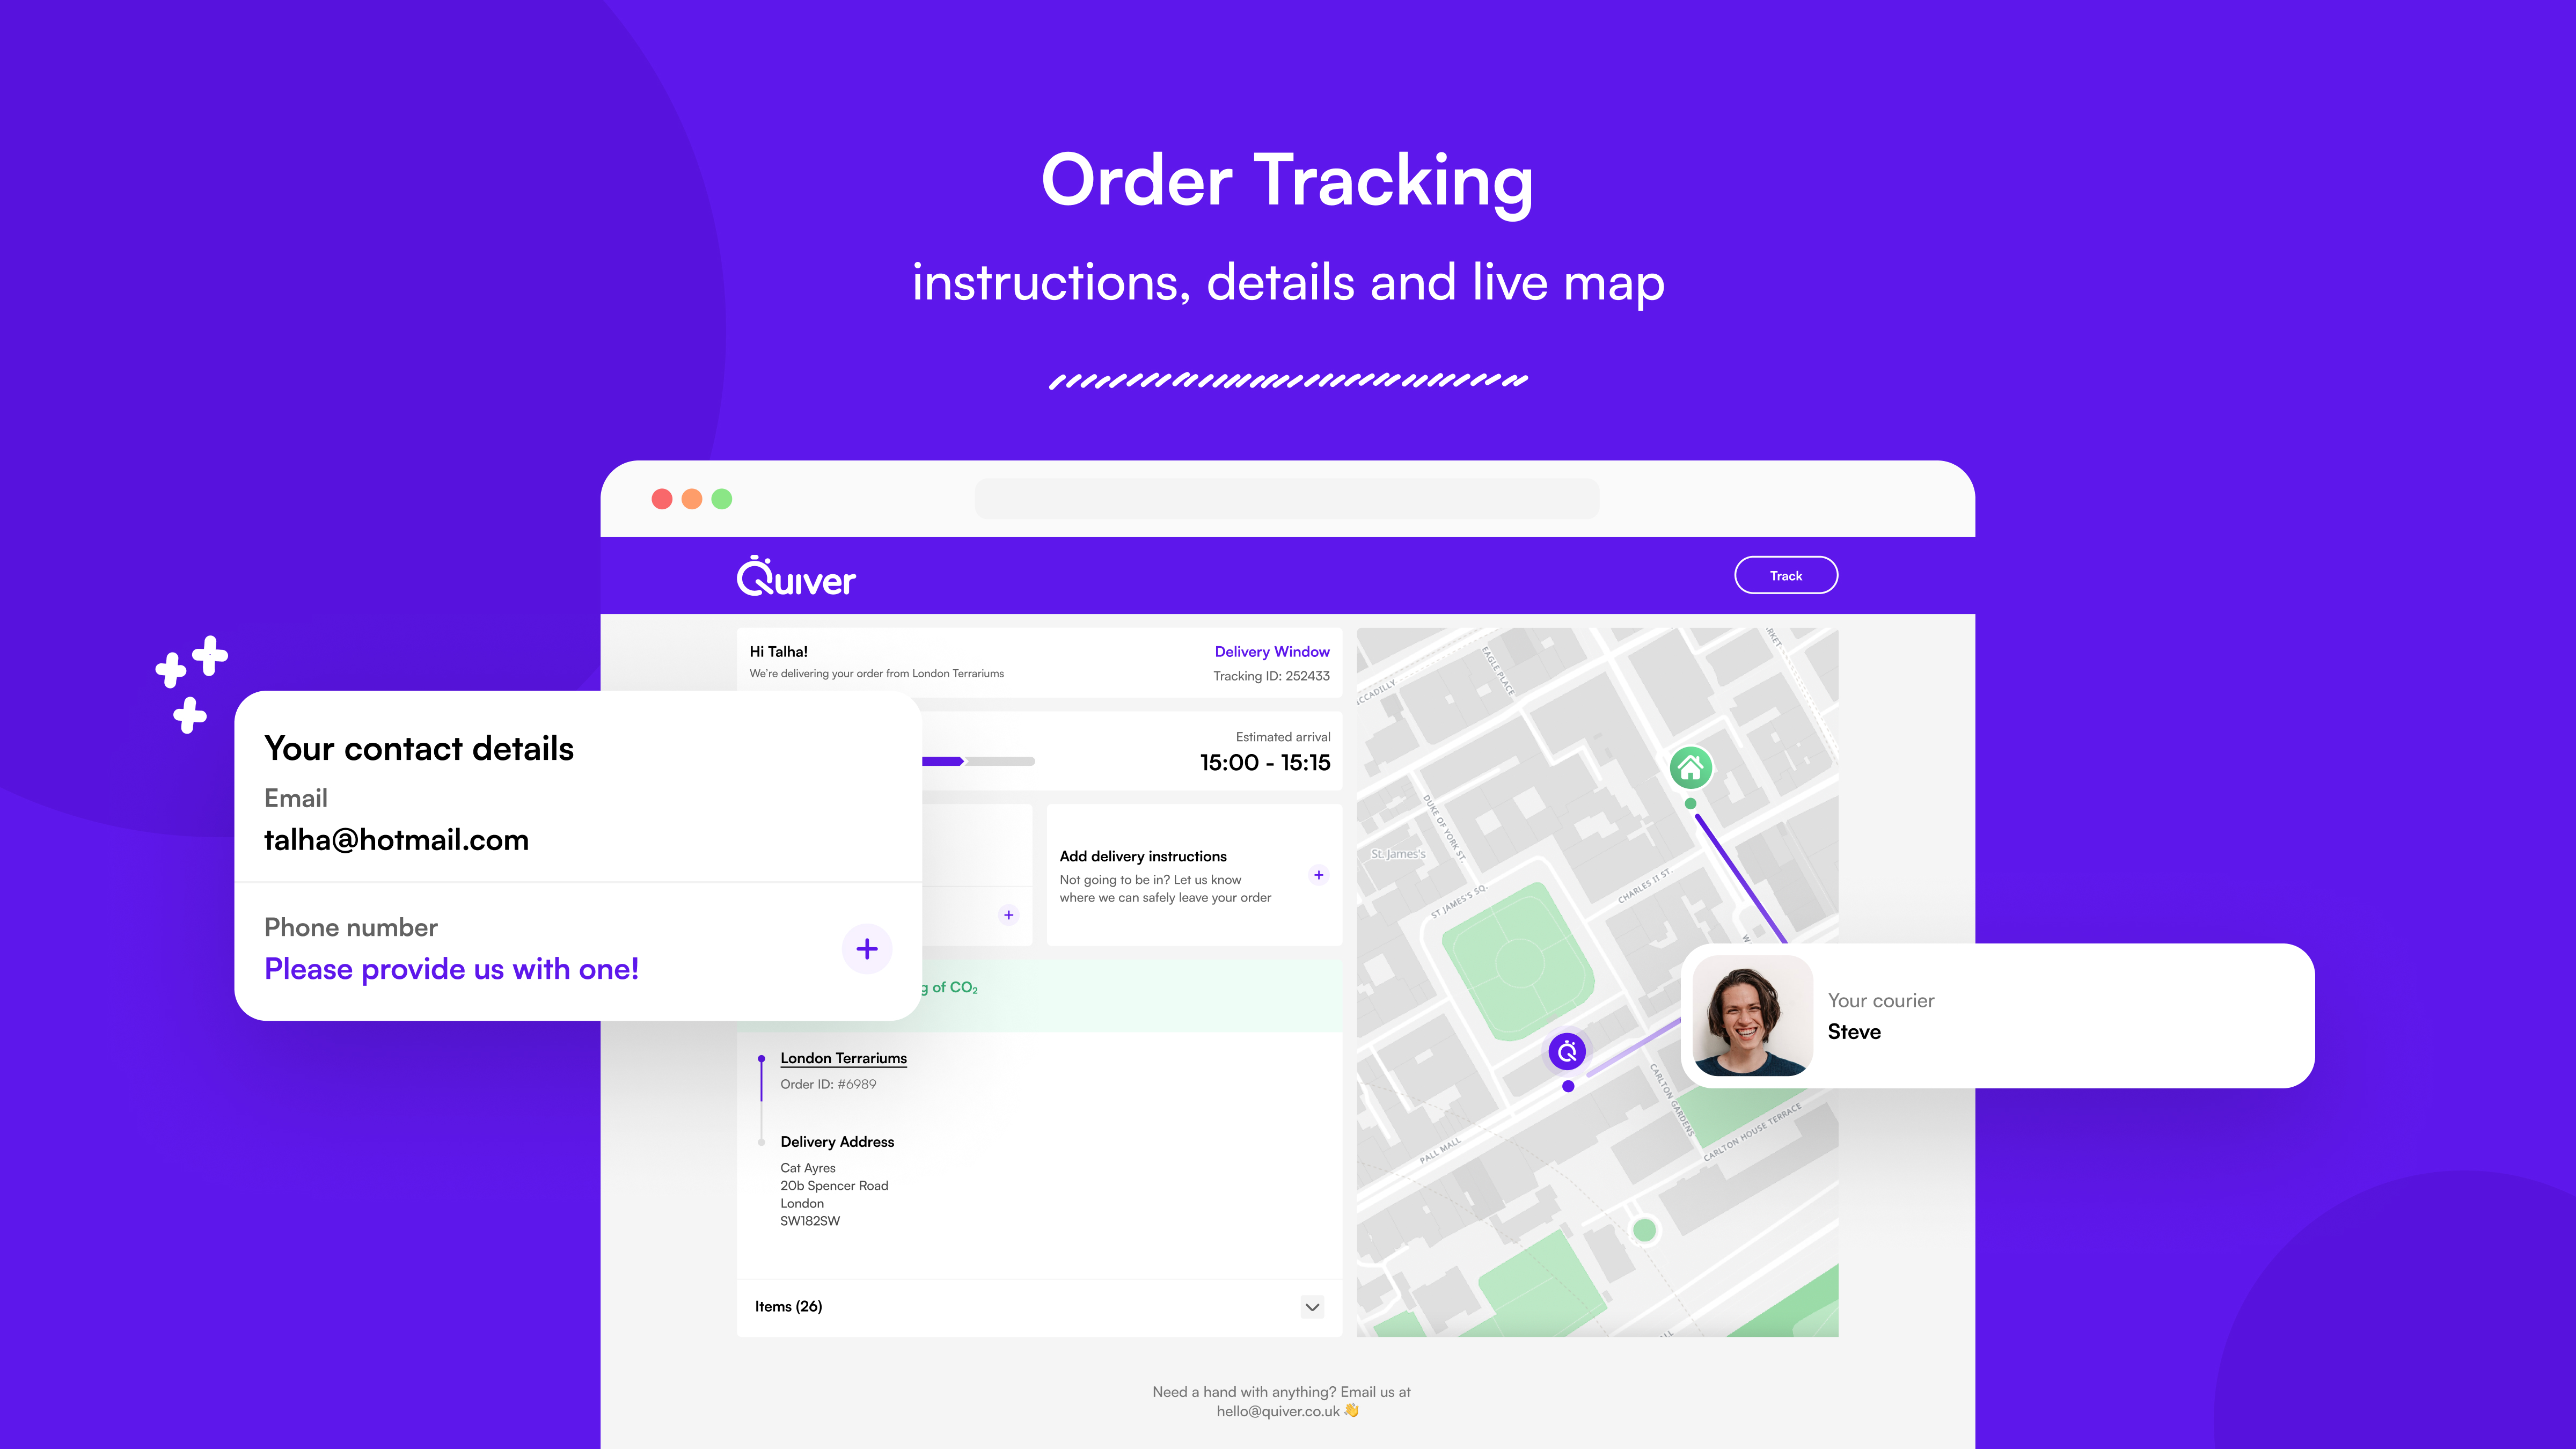 Order Tracking
instructions, details and live map
Quiver
Track
Hi Talha!
We're delivering your order from London Terrariums
Delivery Window
Tracking ID: 252433
Estimated arrival
15:00 - 15:15
Your contact details
Email
talha@hotmail.com
Phone number
Please provide us with one!
Add delivery instructions
Not going to be in? Let us know
where we can safely leave your order
of CO₂
London Terrariums
Order ID: #6989
Delivery Address
Cat Ayres
20b Spencer Road
London
SW182SW
Items (26)
EAGLE PLACE
DUKE OF YORK ST.
St. James's
ST JAMES'S SQ.
CHARLES II ST.
Your courier
Steve
CARLTON GARDENS
CARLTON HOUSE TERRACE
PALL MALL
Need a hand with anything? Email us at
hello@quiver.co.uk 👋